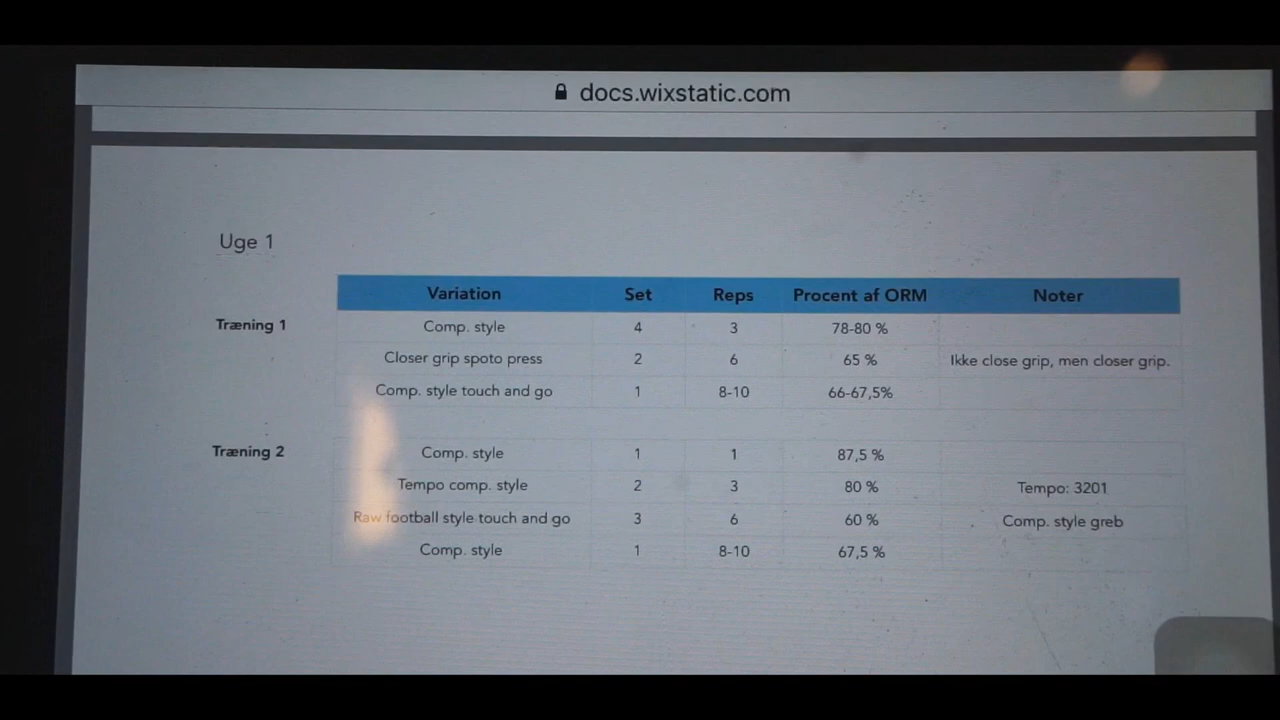 docs.wixstatic.com
Uge 1
Variation Set Reps Procent af ORM Noter
Træning 1 Comp. style 4 3 78-80 %
Closer grip spoto press 2 6 65 % Ikke close grip, men closer grip.
Comp. style touch and go 1 8-10 66-67,5%
Træning 2 Comp. style 1 1 87,5 %
Tempo comp. style 2 3 80 % Tempo: 3201
Raw football style touch and go 3 6 60 % Comp. style greb
Comp. style 1 8-10 67,5 %